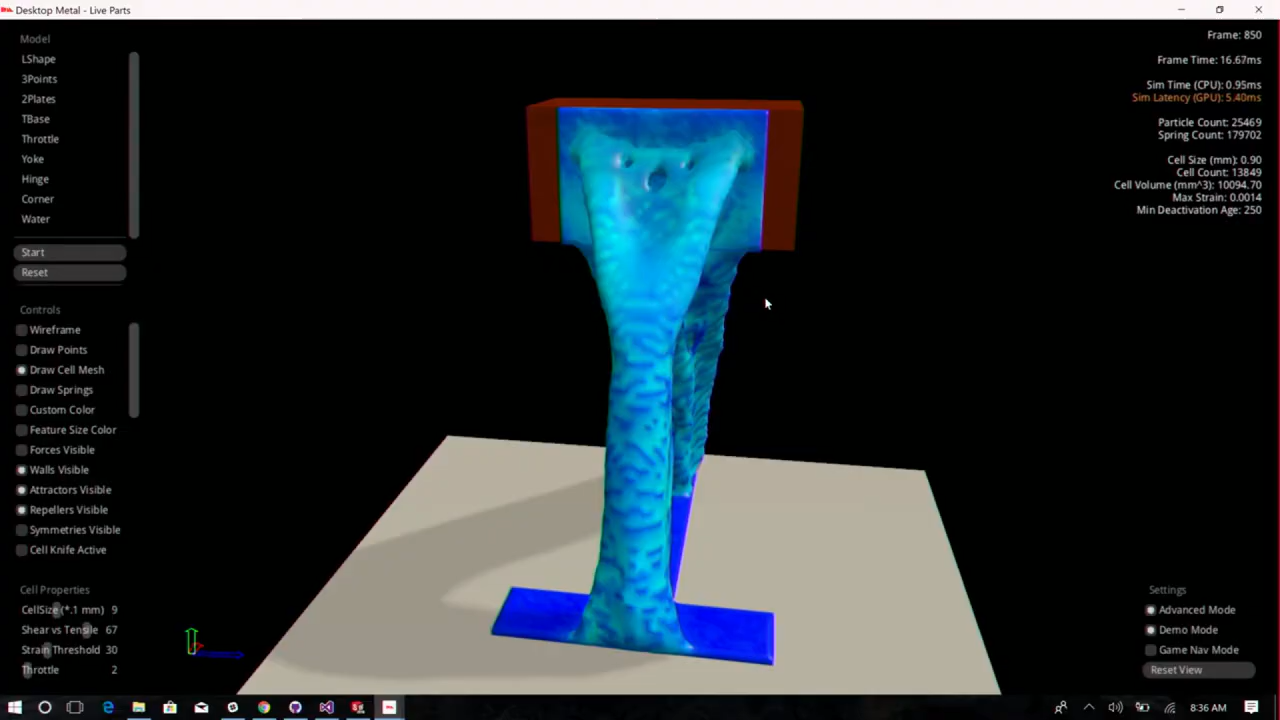 Desktop Metal - Live Parts
Model
LShape
3Points
2Plates
TBase
Throttle
Yoke
Hinge
Corner
Water
Start
Reset
Controls
Wireframe
Draw Points
Draw Cell Mesh
Draw Springs
Custom Color
Feature Size Color
Forces Visible
Walls Visible
Attractors Visible
Repellers Visible
Symmetries Visible
Cell Knife Active
Cell Properties
CellSize (*.1 mm) 9
Shear vs Tensile 67
Strain Threshold 30
Throttle 2
Frame: 850
Frame Time: 16.67ms
Sim Time (CPU): 0.95ms
Sim Latency (GPU): 5.40ms
Particle Count: 25469
Spring Count: 179702
Cell Size (mm): 0.90
Cell Count: 13849
Cell Volume (mm^3): 10094.70
Max Strain: 0.0014
Min Deactivation Age: 250
Settings
Advanced Mode
Demo Mode
Game Nav Mode
Reset View
8:36 AM